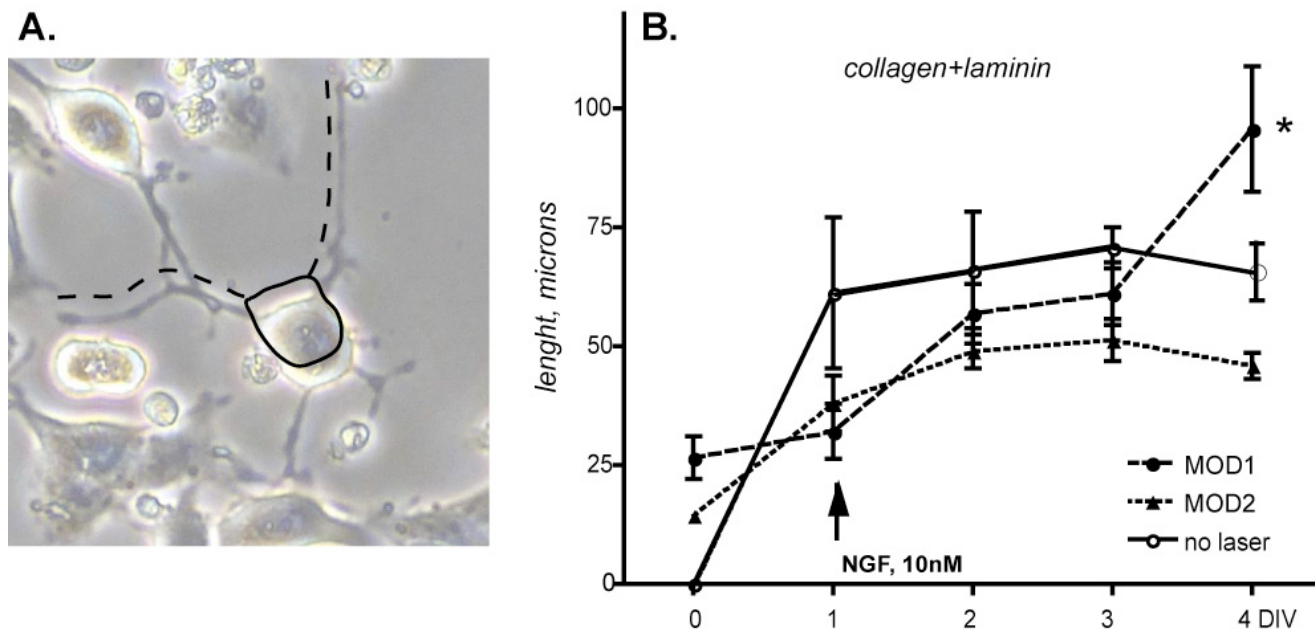 A.
B.
collagen+laminin
lenght, microns
100
75
50
25
0
*
NGF, 10nM
MOD1
MOD2
no laser
0 1 2 3 4 DIV